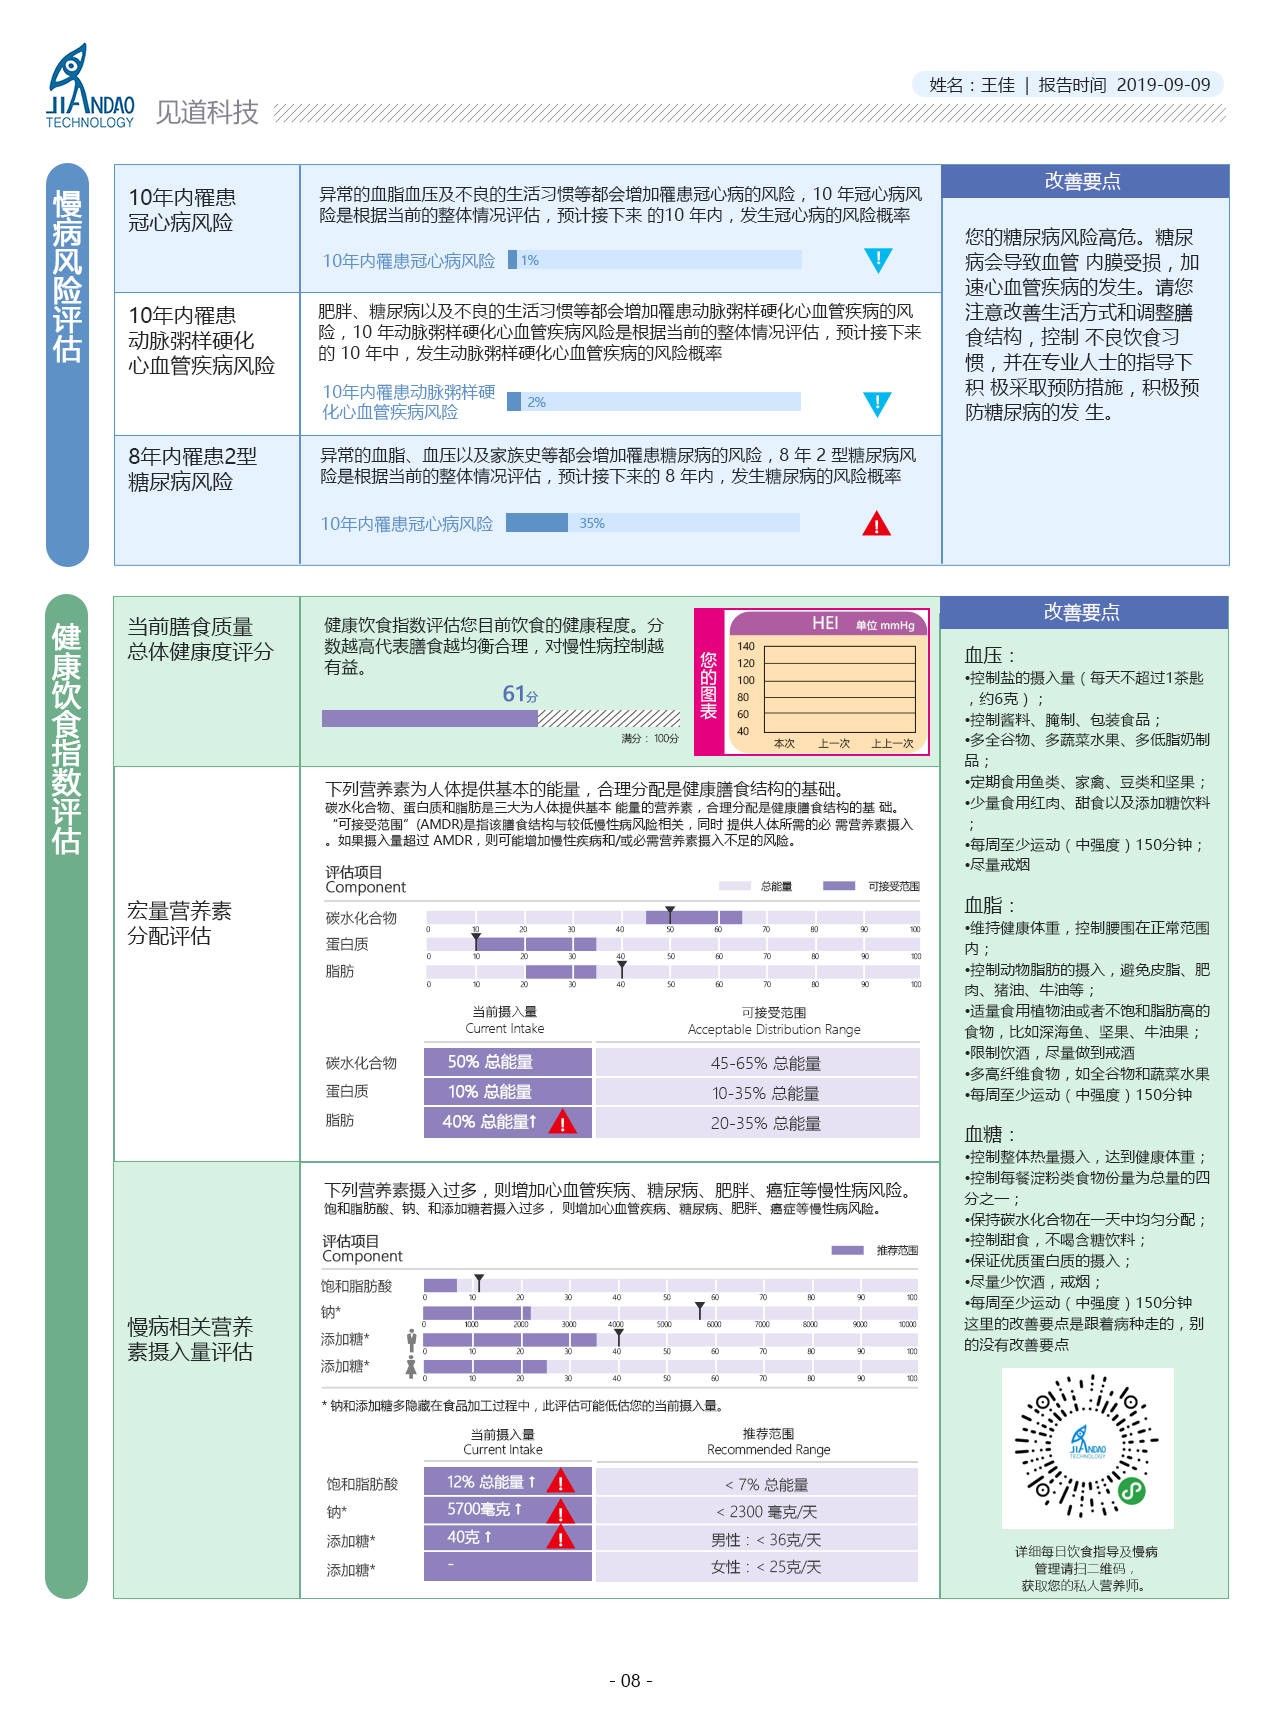 JIANDAO
TECHNOLOGY
见道科技
姓名：王佳 | 报告时间 2019-09-09
慢病风险评估
10年内罹患
冠心病风险
异常的血脂血压及不良的生活习惯等都会增加罹患冠心病的风险，10 年冠心病风
险是根据当前的整体情况评估，预计接下来 的10 年内，发生冠心病的风险概率
10年内罹患冠心病风险
1%
10年内罹患
动脉粥样硬化
心血管疾病风险
肥胖、糖尿病以及不良的生活习惯等都会增加罹患动脉粥样硬化心血管疾病的风
险，10 年动脉粥样硬化心血管疾病风险是根据当前的整体情况评估，预计接下来
的 10 年中，发生动脉粥样硬化心血管疾病的风险概率
10年内罹患动脉粥样硬
化心血管疾病风险
2%
8年内罹患2型
糖尿病风险
异常的血脂、血压以及家族史等都会增加罹患糖尿病的风险，8 年 2 型糖尿病风
险是根据当前的整体情况评估，预计接下来的 8 年内，发生糖尿病的风险概率
10年内罹患冠心病风险
35%
改善要点
您的糖尿病风险高危。糖尿
病会导致血管 内膜受损，加
速心血管疾病的发生。请您
注意改善生活方式和调整膳
食结构，控制 不良饮食习
惯，并在专业人士的指导下
积 极采取预防措施，积极预
防糖尿病的发 生。
健康饮食指数评估
当前膳食质量
总体健康度评分
健康饮食指数评估您目前饮食的健康程度。分
数越高代表膳食越均衡合理，对慢性病控制越
有益。
61分
满分： 100分
您的图表
HEI 单位 mmHg
140
120
100
80
60
40
本次 上一次 上上一次
宏量营养素
分配评估
下列营养素为人体提供基本的能量，合理分配是健康膳食结构的基础。
碳水化合物、蛋白质和脂肪是三大为人体提供基本 能量的营养素，合理分配是健康膳食结构的基 础。
“可接受范围”(AMDR)是指该膳食结构与较低慢性病风险相关，同时 提供人体所需的必 需营养素摄入
。如果摄入量超过 AMDR，则可能增加慢性疾病和/或必需营养素摄入不足的风险。
评估项目
Component
总能量 可接受范围
碳水化合物
0 10 20 30 40 50 60 70 80 90 100
蛋白质
0 10 20 30 40 50 60 70 80 90 100
脂肪
0 10 20 30 40 50 60 70 80 90 100
当前摄入量 可接受范围
Current Intake Acceptable Distribution Range
碳水化合物 50% 总能量 45-65% 总能量
蛋白质 10% 总能量 10-35% 总能量
脂肪 40% 总能量↑ 20-35% 总能量
慢病相关营养
素摄入量评估
下列营养素摄入过多，则增加心血管疾病、糖尿病、肥胖、癌症等慢性病风险。
饱和脂肪酸、钠、和添加糖若摄入过多， 则增加心血管疾病、糖尿病、肥胖、癌症等慢性病风险。
评估项目
Component
推荐范围
饱和脂肪酸
0 10 20 30 40 50 60 70 80 90 100
钠*
0 1000 2000 3000 4000 5000 6000 7000 8000 9000 10000
添加糖*
0 10 20 30 40 50 60 70 80 90 100
添加糖*
0 10 20 30 40 50 60 70 80 90 100
* 钠和添加糖多隐藏在食品加工过程中，此评估可能低估您的当前摄入量。
当前摄入量 推荐范围
Current Intake Recommended Range
饱和脂肪酸 12% 总能量↑ < 7% 总能量
钠* 5700毫克↑ < 2300 毫克/天
添加糖* 40克↑ 男性：< 36克/天
添加糖* - 女性：< 25克/天
改善要点
血压：
•控制盐的摄入量（每天不超过1茶匙
，约6克）；
•控制酱料、腌制、包装食品；
•多全谷物、多蔬菜水果、多低脂奶制
品；
•定期食用鱼类、家禽、豆类和坚果；
•少量食用红肉、甜食以及添加糖饮料
；
•每周至少运动（中强度）150分钟；
•尽量戒烟
血脂：
•维持健康体重，控制腰围在正常范围
内；
•控制动物脂肪的摄入，避免皮脂、肥
肉、猪油、牛油等；
•适量食用植物油或者不饱和脂肪高的
食物，比如深海鱼、坚果、牛油果；
•限制饮酒，尽量做到戒酒
•多高纤维食物，如全谷物和蔬菜水果
•每周至少运动（中强度）150分钟
血糖：
•控制整体热量摄入，达到健康体重；
•控制每餐淀粉类食物份量为总量的四
分之一；
•保持碳水化合物在一天中均匀分配；
•控制甜食，不喝含糖饮料；
•保证优质蛋白质的摄入；
•尽量少饮酒，戒烟；
•每周至少运动（中强度）150分钟
这里的改善要点是跟着病种走的，别
的没有改善要点
JIANDAO
TECHNOLOGY
详细每日饮食指导及慢病
管理请扫二维码，
获取您的私人营养师。
- 08 -